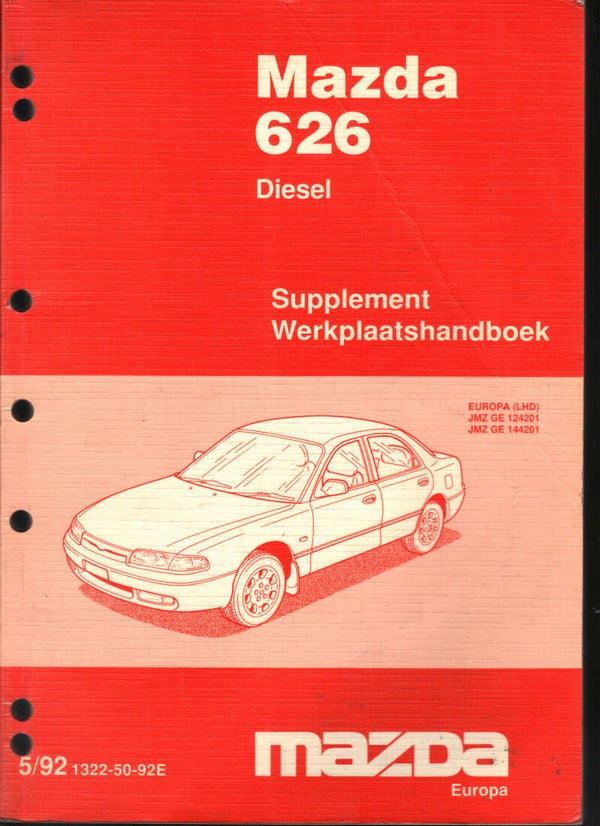 Mazda
626
Diesel
Supplement
Werkplaatshandboek
EUROPA (LHD)
JMZ GE 124201
JMZ GE 144201
5/92 1322-50-92E
mazda
Europa